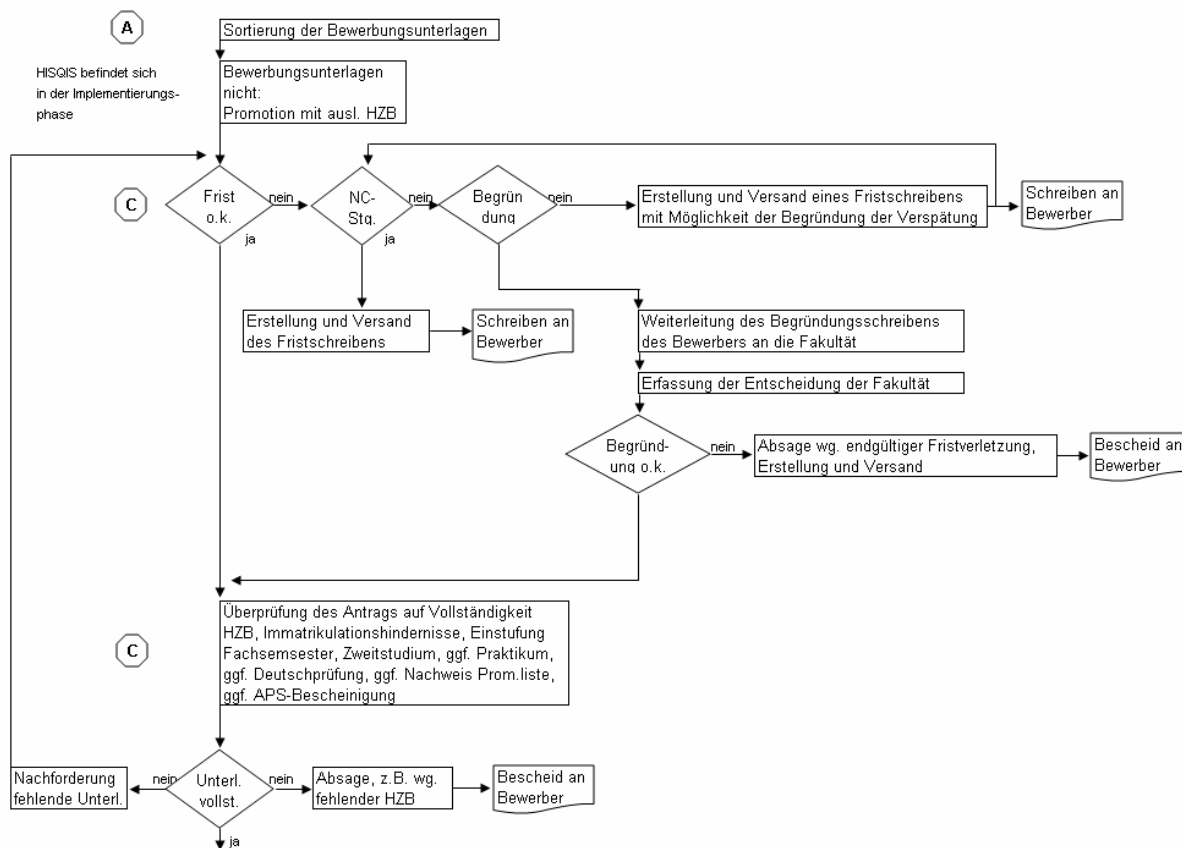 A
Sortierung der Bewerbungsunterlagen
HISQIS befindet sich
in der Implementierungs-
phase
Bewerbungsunterlagen
nicht:
Promotion mit ausl. HZB
C
Frist
o.k.
nein
ja
NC-
Stg.
nein
ja
Begrün
dung
nein
Erstellung und Versand eines Fristschreibens
mit Möglichkeit der Begründung der Verspätung
Schreiben an
Bewerber
Erstellung und Versand
des Fristschreibens
Schreiben an
Bewerber
Weiterleitung des Begründungsschreibens
des Bewerbers an die Fakultät
Erfassung der Entscheidung der Fakultät
Begründ-
ung o.k.
nein
Absage wg. endgültiger Fristverletzung,
Erstellung und Versand
Bescheid an
Bewerber
C
Überprüfung des Antrags auf Vollständigkeit
HZB, Immatrikulationshindernisse, Einstufung
Fachsemsester, Zweitstudium, ggf. Praktikum,
ggf. Deutschprüfung, ggf. Nachweis Prom.liste,
ggf. APS-Bescheinigung
Nachforderung
fehlende Unterl.
nein
Unterl.
vollst.
nein
ja
Absage, z.B. wg.
fehlender HZB
Bescheid an
Bewerber